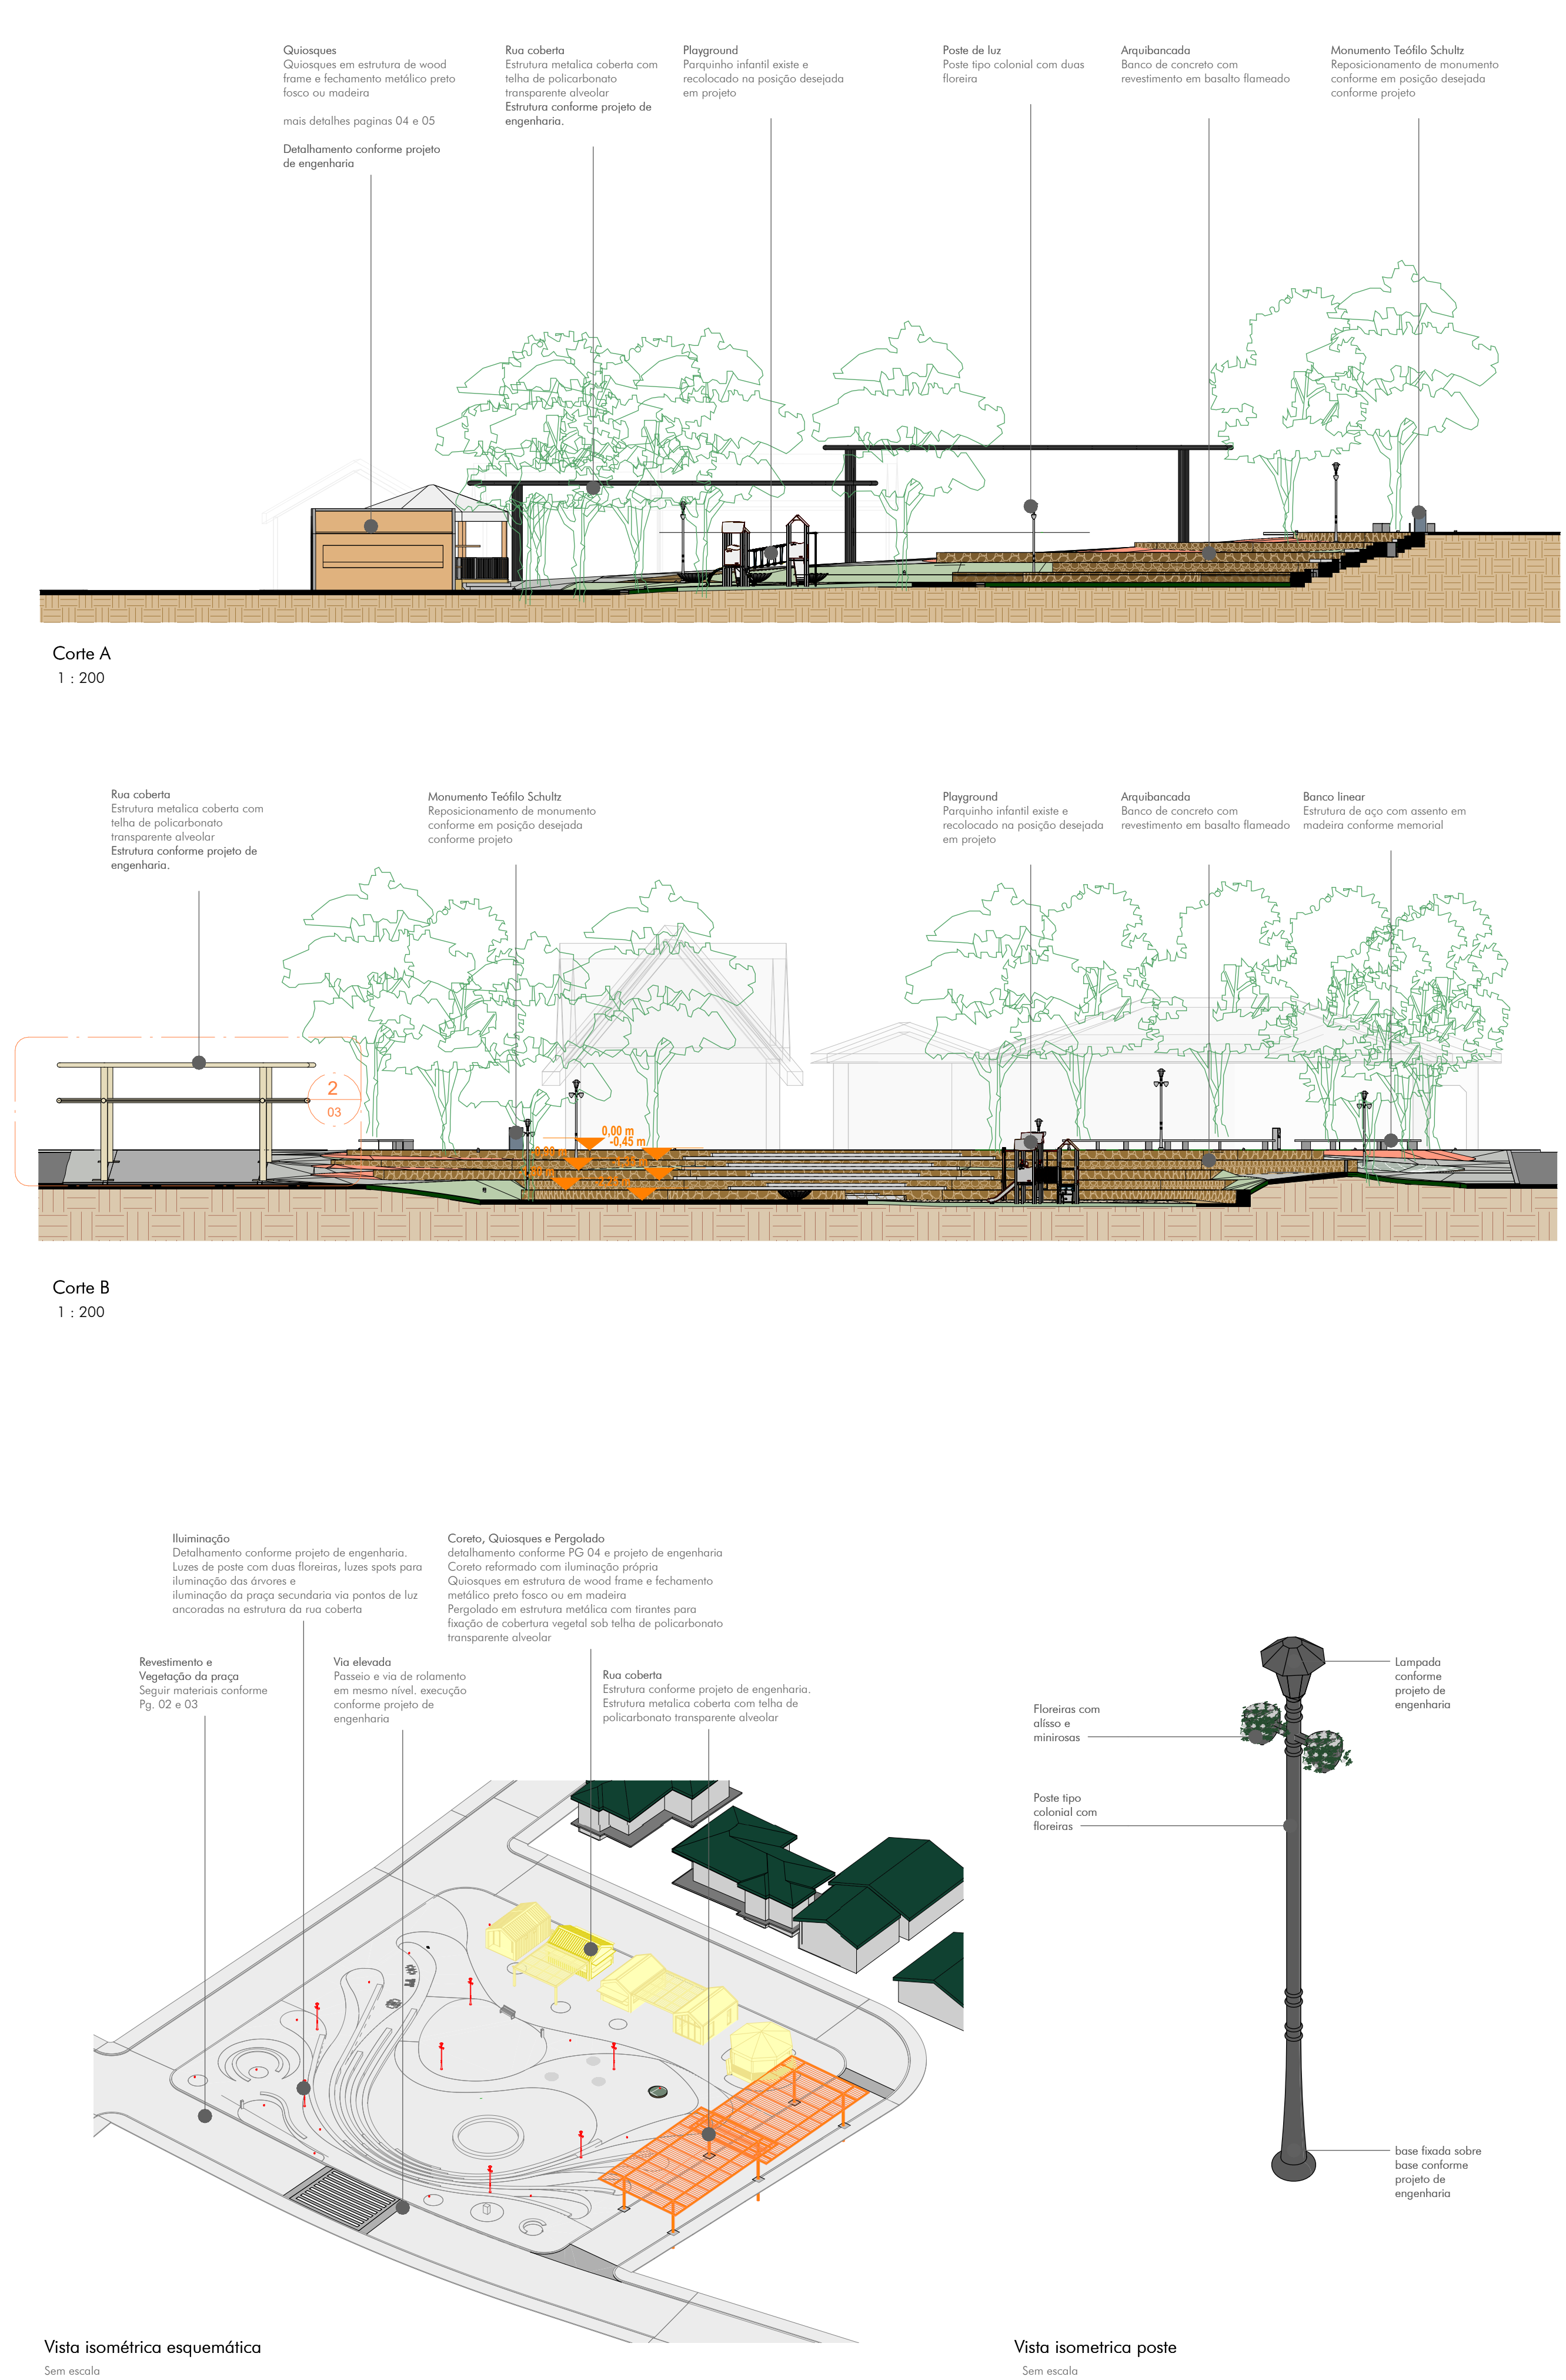 Quiosques
Quiosques em estrutura de wood
frame e fechamento metálico preto
fosco ou madeira
mais detalhes paginas 04 e 05
Detalhamento conforme projeto
de engenharia
Rua coberta
Estrutura metalica coberta com
telha de policarbonato
transparente alveolar
Estrutura conforme projeto de
engenharia.
Playground
Parquinho infantil existe e
recolocado na posição desejada
em projeto
Poste de luz
Poste tipo colonial com duas
floreira
Arquibancada
Banco de concreto com
revestimento em basalto flameado
Monumento Teófilo Schultz
Reposicionamento de monumento
conforme em posição desejada
conforme projeto
Corte A
1 : 200
Rua coberta
Estrutura metalica coberta com
telha de policarbonato
transparente alveolar
Estrutura conforme projeto de
engenharia.
Monumento Teófilo Schultz
Reposicionamento de monumento
conforme em posição desejada
conforme projeto
Playground
Parquinho infantil existe e
recolocado na posição desejada
em projeto
Arquibancada
Banco de concreto com
revestimento em basalto flameado
Banco linear
Estrutura de aço com assento em
madeira conforme memorial
2
03
0,00 m
-0,45 m
Corte B
1 : 200
Iluiminação
Detalhamento conforme projeto de engenharia.
Luzes de poste com duas floreiras, luzes spots para
iluminação das árvores e
iluminação da praça secundaria via pontos de luz
ancoradas na estrutura da rua coberta
Coreto, Quiosques e Pergolado
detalhamento conforme PG 04 e projeto de engenharia
Coreto reformado com iluminação própria
Quiosques em estrutura de wood frame e fechamento
metálico preto fosco ou em madeira
Pergolado em estrutura metálica com tirantes para
fixação de cobertura vegetal sob telha de policarbonato
transparente alveolar
Revestimento e
Vegetação da praça
Seguir materiais conforme
Pg. 02 e 03
Via elevada
Passeio e via de rolamento
em mesmo nível. execução
conforme projeto de
engenharia
Rua coberta
Estrutura conforme projeto de engenharia.
Estrutura metalica coberta com telha de
policarbonato transparente alveolar
Lampada
conforme
projeto de
engenharia
Floreiras com
alísso e
minirosas
Poste tipo
colonial com
floreiras
base fixada sobre
base conforme
projeto de
engenharia
Vista isométrica esquemática
Sem escala
Vista isometrica poste
Sem escala